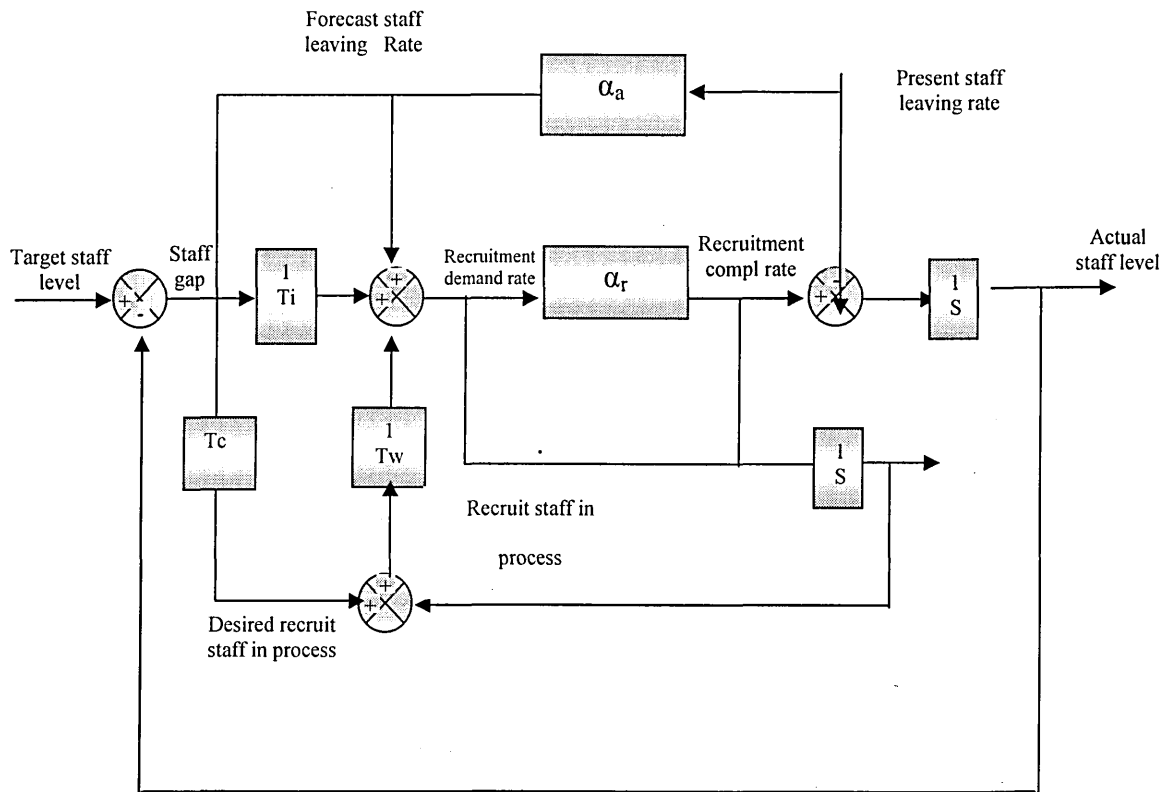 Forecast staff
leaving Rate
αa
Present staff
leaving rate
Target staff
level
Staff
gap
1
Ti
Recruitment
demand rate
αr
Recruitment
compl rate
1
S
Actual
staff level
+
-
+
+
+
-
Tc
1
Tw
1
S
Recruit staff in
process
+
+
Desired recruit
staff in process